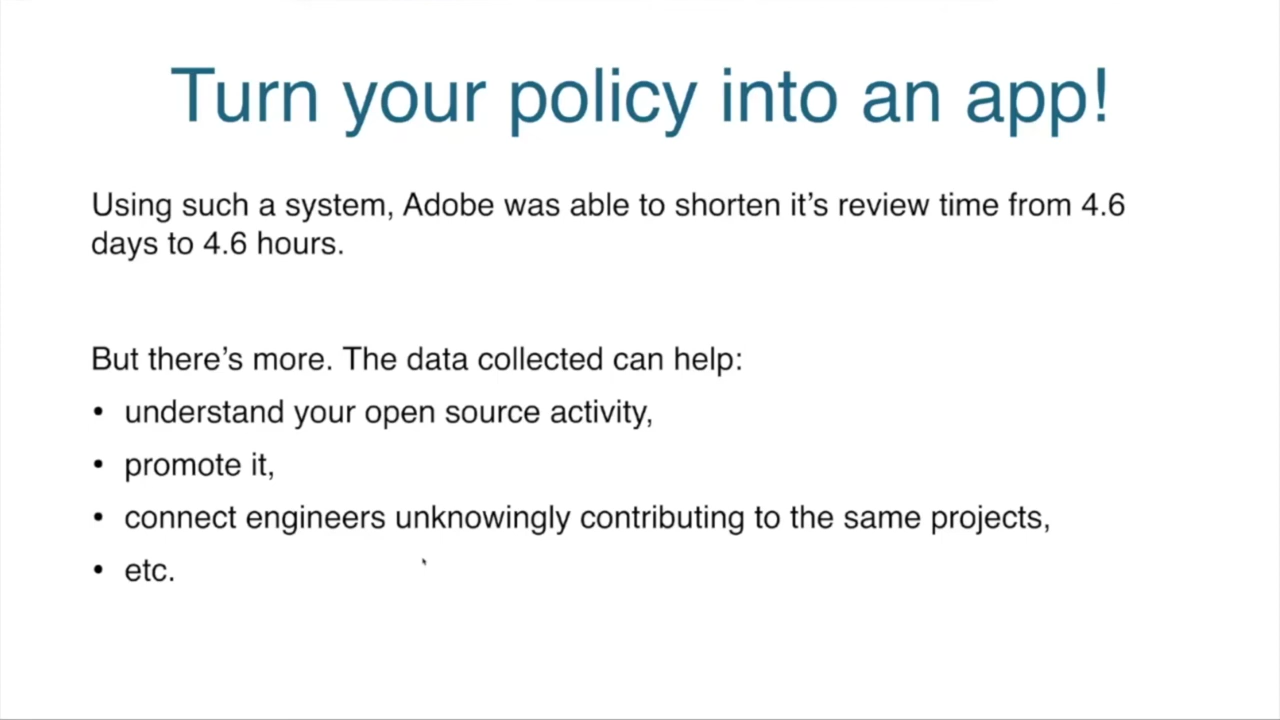 Turn your policy into an app!
Using such a system, Adobe was able to shorten it’s review time from 4.6
days to 4.6 hours.
But there’s more. The data collected can help:
• understand your open source activity,
• promote it,
• connect engineers unknowingly contributing to the same projects,
• etc.